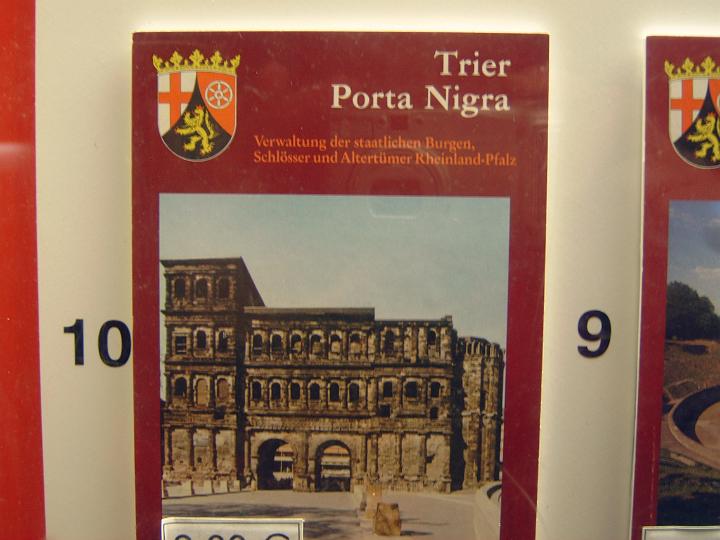 Trier
Porta Nigra
Verwaltung der staatlichen Burgen,
Schlösser und Altertümer Rheinland-Pfalz
10
9